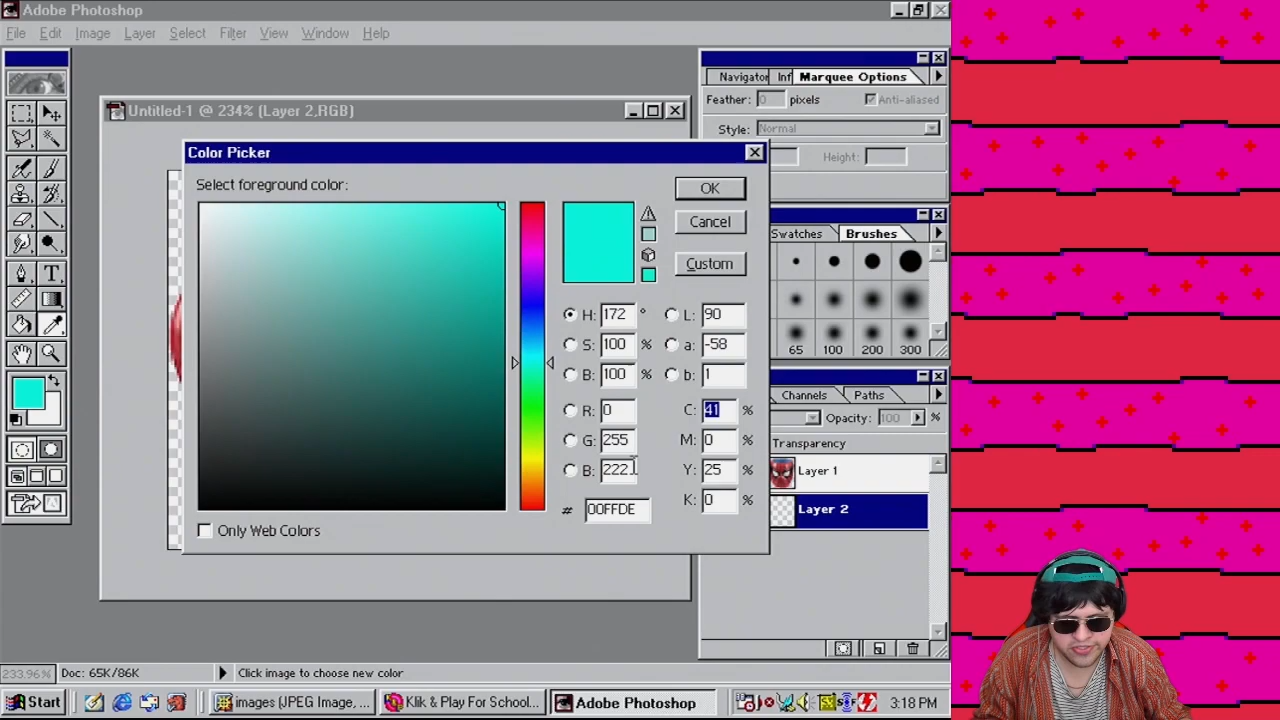 Adobe Photoshop
File Edit Image Layer Select Filter View Window Help
Untitled-1 @ 234% (Layer 2,RGB)
Navigator Inf Marquee Options
Feather: 0 pixels Anti-aliased
Style: Normal
Height:
Color Picker
Select foreground color:
OK
Cancel
Custom
Swatches Brushes
65 100 200 300
H: 172 °
S: 100 %
B: 100 %
R: 0
G: 255
B: 222
# 00FFDE
L: 90
a: -58
b: 1
C: 41 %
M: 0 %
Y: 25 %
K: 0 %
Only Web Colors
Channels Paths
Opacity: 100 %
Transparency
Layer 1
Layer 2
233.96% Doc: 65K/86K Click image to choose new color
Start images (JPEG Image, ... Klik & Play For School... Adobe Photoshop 3:18 PM